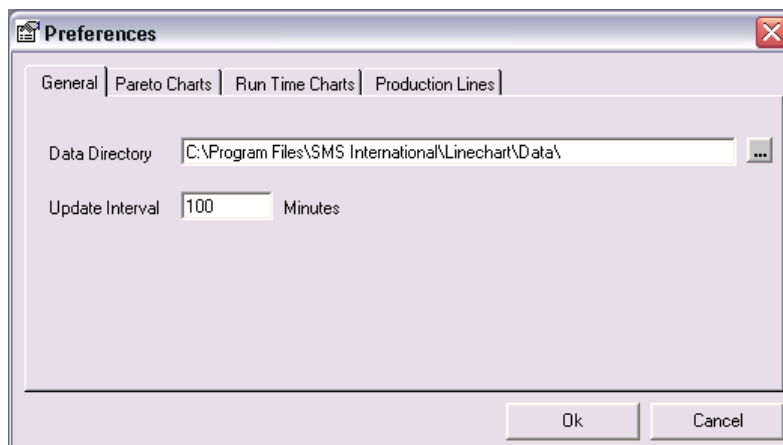 Preferences
General Pareto Charts Run Time Charts Production Lines
Data Directory C:\Program Files\SMS International\Linechart\Data\ ...
Update Interval 100 Minutes
Ok Cancel